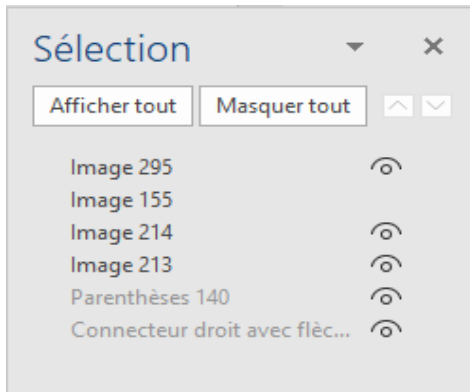 Sélection
Afficher tout Masquer tout
Image 295
Image 155
Image 214
Image 213
Parenthèses 140
Connecteur droit avec flèc...